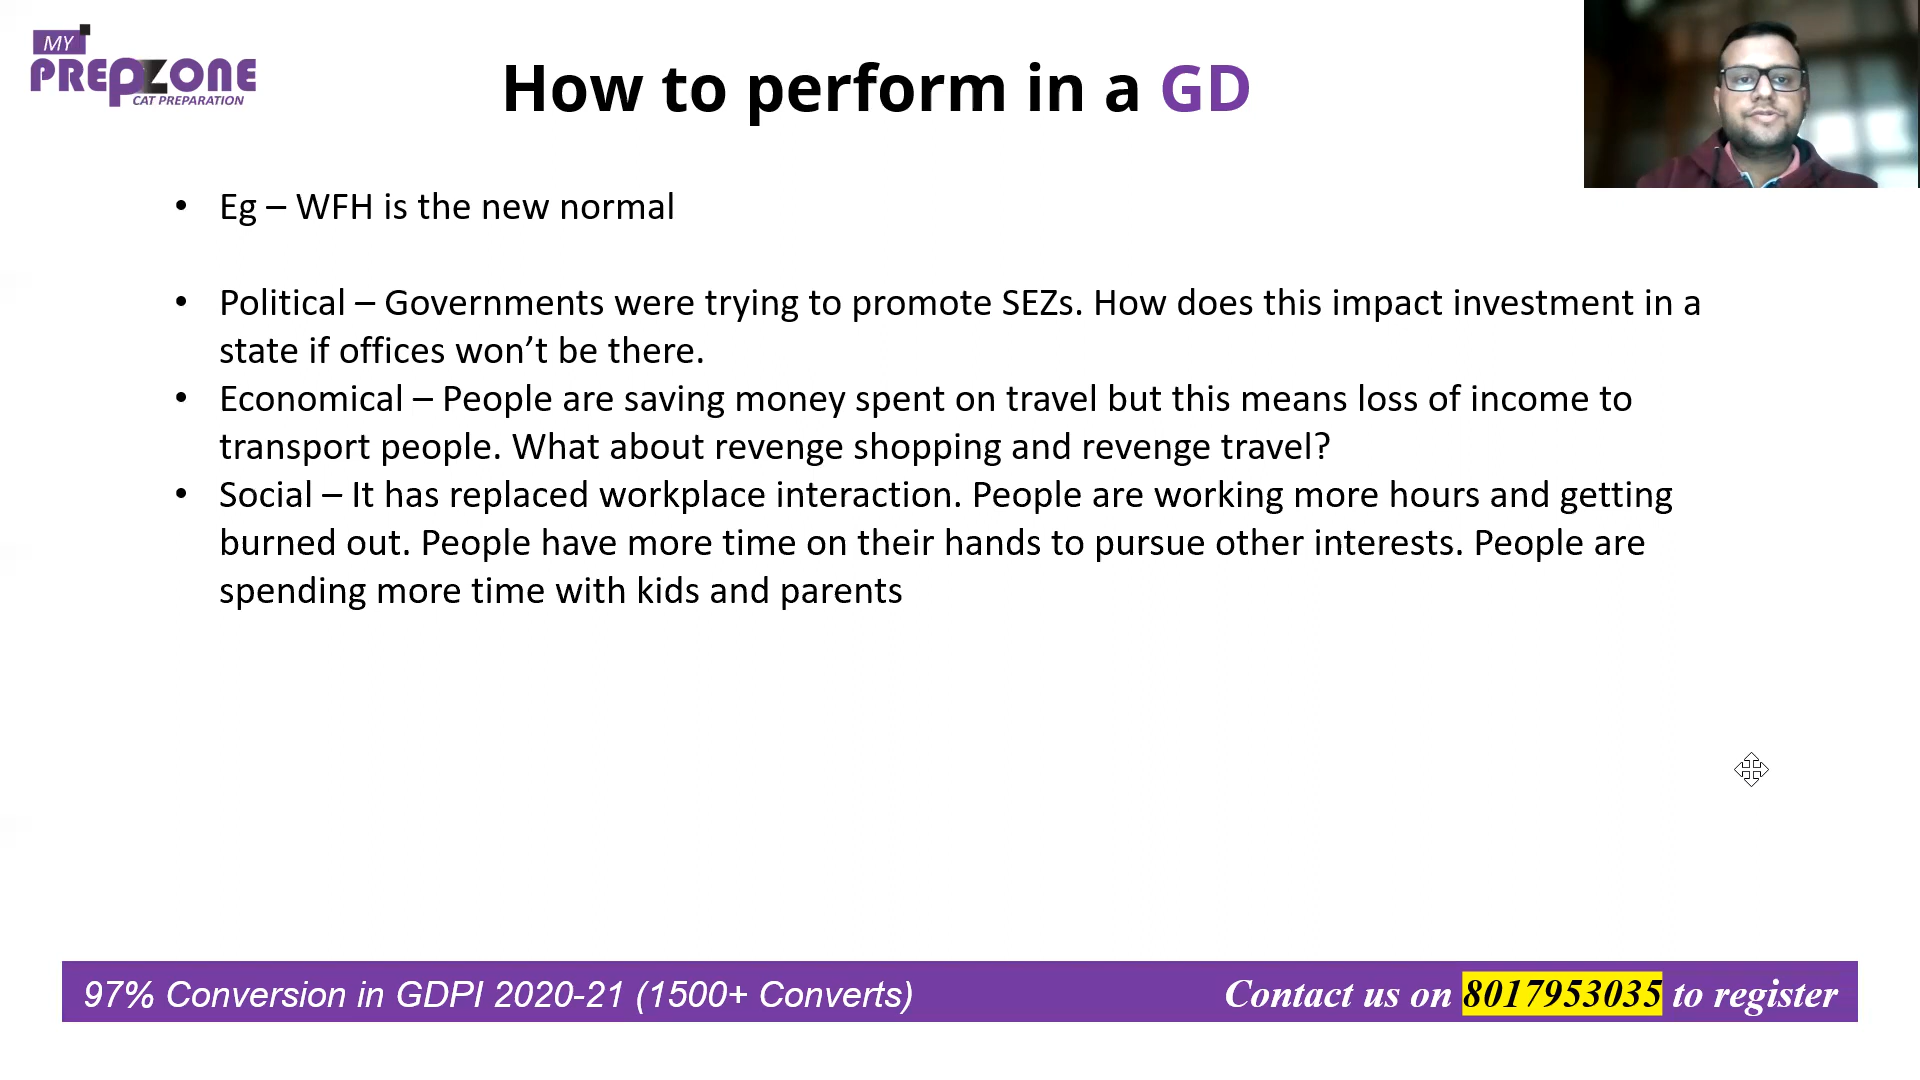 MY
PREPZONE
CAT PREPARATION
How to perform in a GD
• Eg – WFH is the new normal
• Political – Governments were trying to promote SEZs. How does this impact investment in a
state if offices won’t be there.
• Economical – People are saving money spent on travel but this means loss of income to
transport people. What about revenge shopping and revenge travel?
• Social – It has replaced workplace interaction. People are working more hours and getting
burned out. People have more time on their hands to pursue other interests. People are
spending more time with kids and parents
97% Conversion in GDPI 2020-21 (1500+ Converts)
Contact us on 8017953035 to register